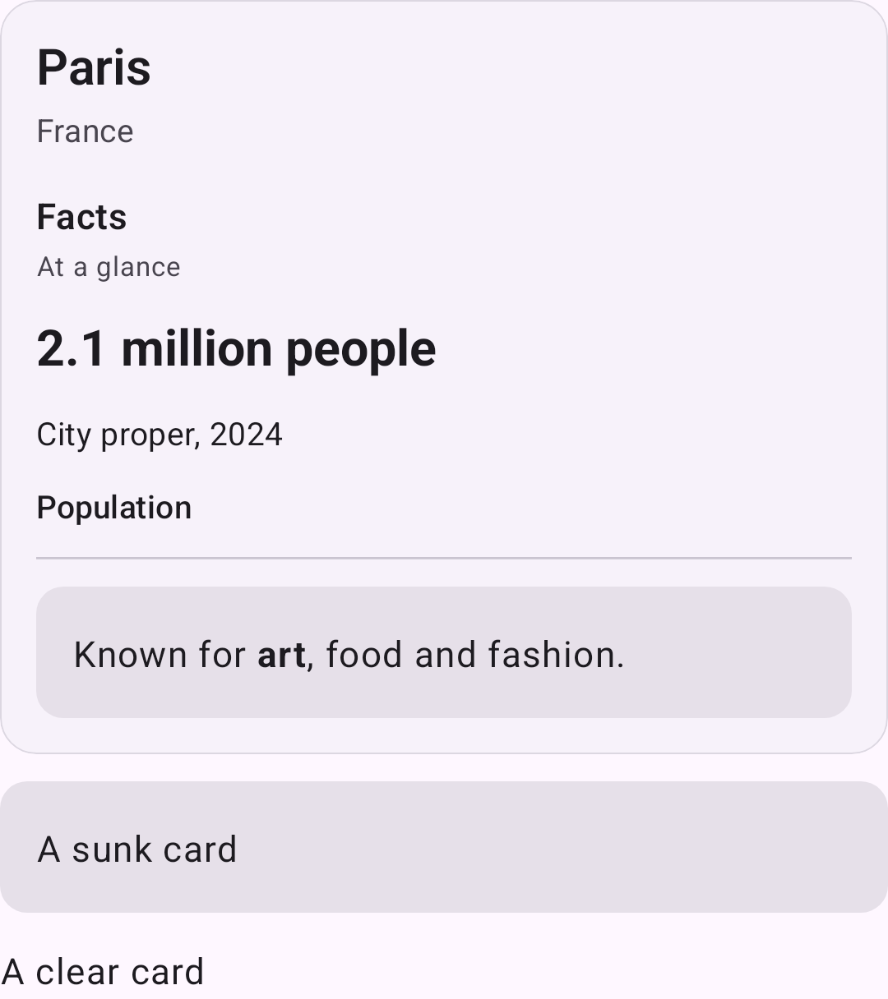 Paris
France
Facts
At a glance
2.1 million people
City proper, 2024
Population
Known for art, food and fashion.
A sunk card
A clear card